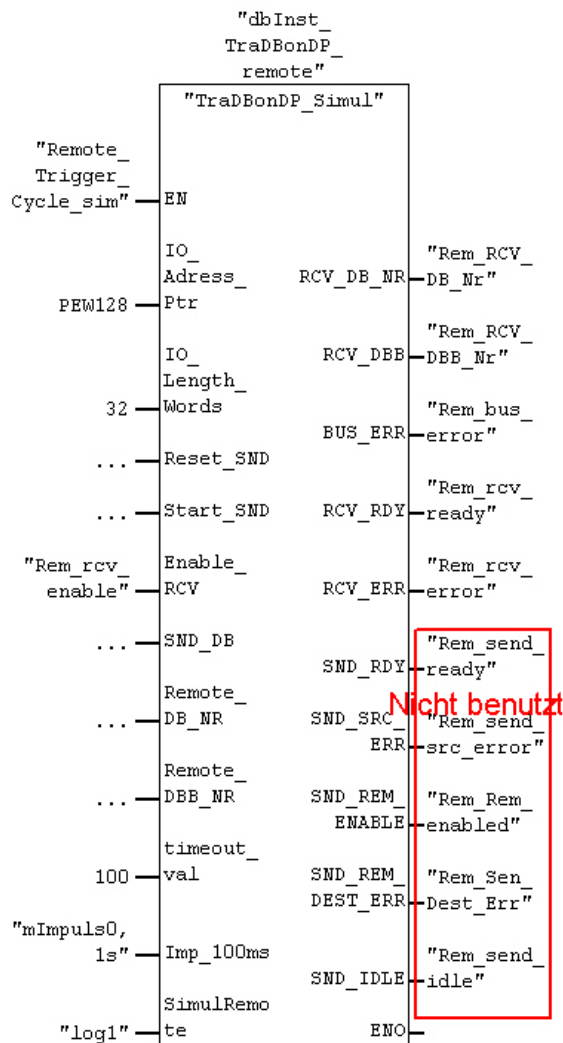 "dbInst_
TraDBonDP_
remote"
"TraDBonDP_Simul"
"Remote_
Trigger_
Cycle_sim"
EN
IO_
Adress_
Ptr
PEW128
RCV_DB_NR
"Rem_RCV_
DB_Nr"
IO_
Length_
Words
32
RCV_DBB
"Rem_RCV_
DBB_Nr"
BUS_ERR
"Rem_bus_
error"
...
Reset_SND
...
Start_SND
RCV_RDY
"Rem_rcv_
ready"
"Rem_rcv_
enable"
Enable_
RCV
RCV_ERR
"Rem_rcv_
error"
...
SND_DB
SND_RDY
"Rem_send_
ready"
Nicht benutzt
...
Remote_
DB_NR
SND_SRC_
ERR
"Rem_send_
src_error"
...
Remote_
DBB_NR
SND_REM_
ENABLE
"Rem_Rem_
enabled"
100
timeout_
val
SND_REM_
DEST_ERR
"Rem_Sen_
Dest_Err"
"mImpuls0,
1s"
Imp_100ms
SND_IDLE
"Rem_send_
idle"
"log1"
SimulRemo
te
ENO